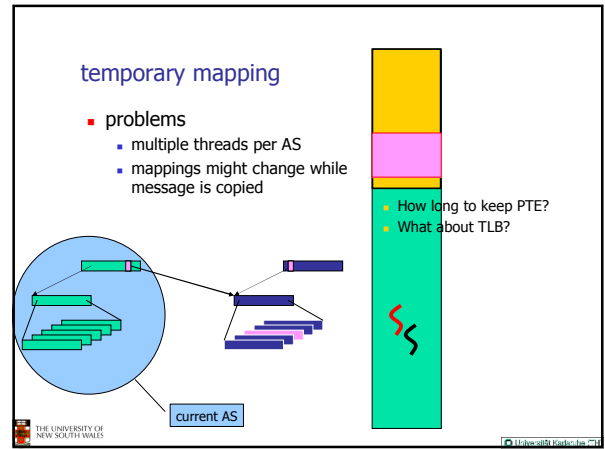 temporary mapping
problems
multiple threads per AS
mappings might change while
message is copied
How long to keep PTE?
What about TLB?
current AS
THE UNIVERSITY OF
NEW SOUTH WALES
Universität Karlsruhe (TH)